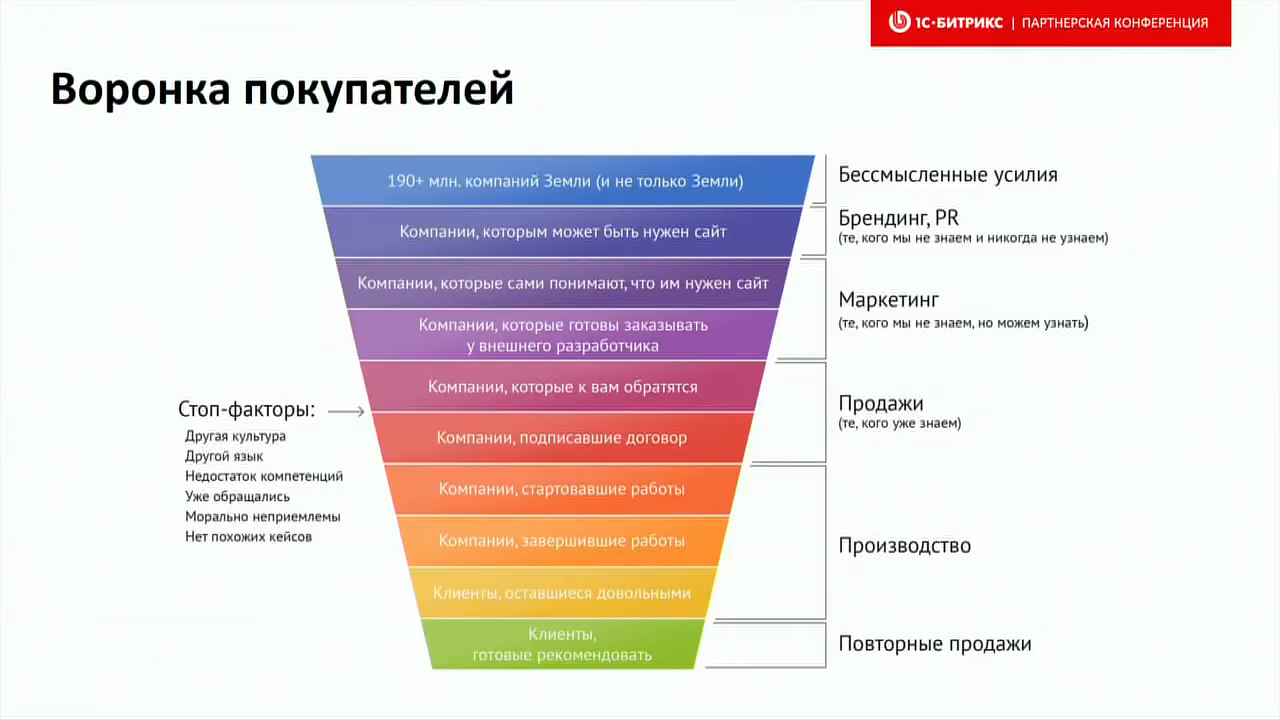 1С-БИТРИКС | ПАРТНЕРСКАЯ КОНФЕРЕНЦИЯ
Воронка покупателей
190+ млн. компаний Земли (и не только Земли)
Компании, которым может быть нужен сайт
Компании, которые сами понимают, что им нужен сайт
Компании, которые готовы заказывать
у внешнего разработчика
Компании, которые к вам обратятся
Компании, подписавшие договор
Компании, стартовавшие работы
Компании, завершившие работы
Клиенты, оставшиеся довольными
Клиенты,
готовые рекомендовать
Стоп-факторы:
Другая культура
Другой язык
Недостаток компетенций
Уже обращались
Морально неприемлемы
Нет похожих кейсов
Бессмысленные усилия
Брендинг, PR
(те, кого мы не знаем и никогда не узнаем)
Маркетинг
(те, кого мы не знаем, но можем узнать)
Продажи
(те, кого уже знаем)
Производство
Повторные продажи